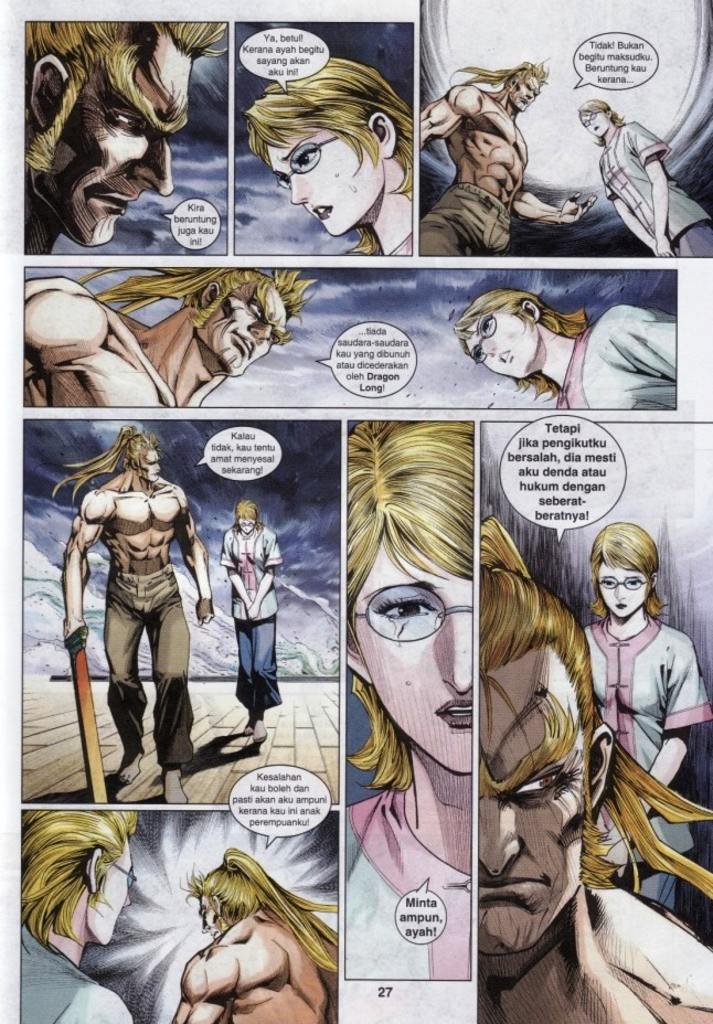 Kira
beruntung
juga kau
ini!
Ya, betul!
Kerana ayah begitu
sayang akan
aku ini!
Tidak! Bukan
begitu maksudku.
Beruntung kau
kerana...
...tiada
saudara-saudara
kau yang dibunuh
atau dicederakan
oleh Dragon
Long!
Kalau
tidak, kau tentu
amat menyesal
sekarang!
Kesalahan
kau boleh dan
pasti akan aku ampuni
kerana kau ini anak
perempuanku!
Minta
ampun,
ayah!
Tetapi
jika pengikutku
bersalah, dia mesti
aku denda atau
hukum dengan
seberat-
beratnya!
27